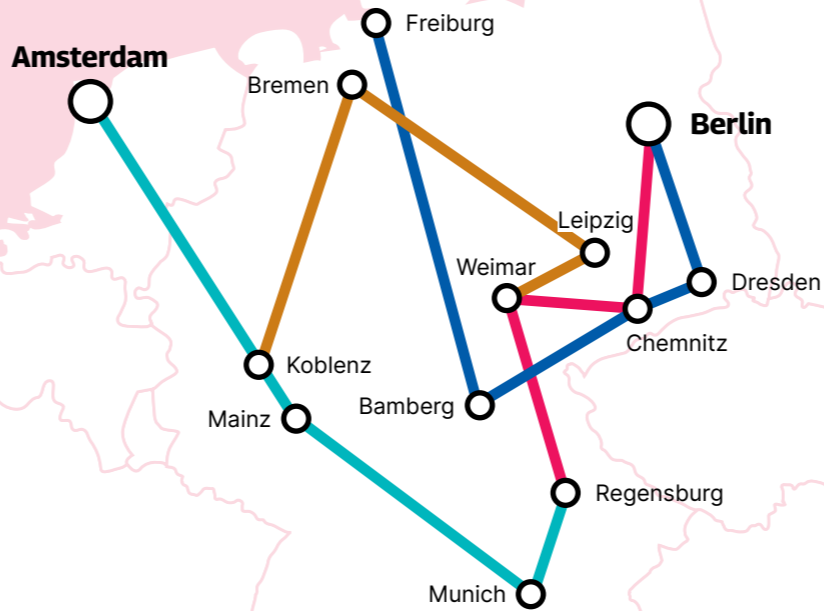 Freiburg
Amsterdam
Bremen
Berlin
Leipzig
Weimar
Dresden
Chemnitz
Koblenz
Bamberg
Mainz
Regensburg
Munich